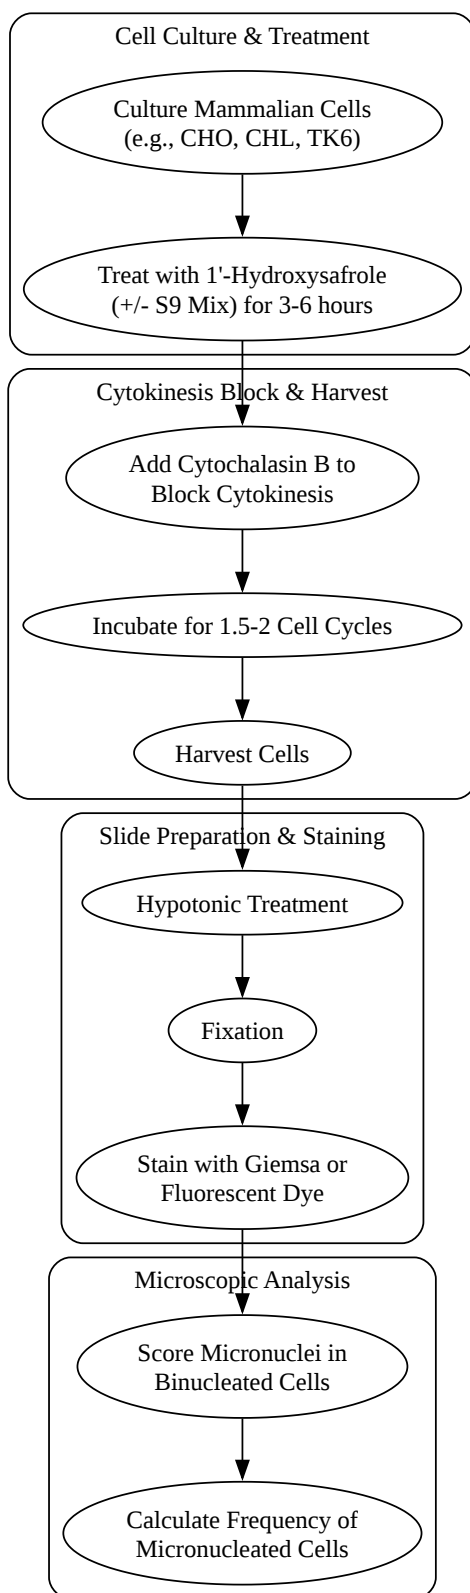 Cell Culture & Treatment
Culture Mammalian Cells
(e.g., CHO, CHL, TK6)
Treat with 1'-Hydroxysafrole
(+/- S9 Mix) for 3-6 hours
Cytokinesis Block & Harvest
Add Cytochalasin B to
Block Cytokinesis
Incubate for 1.5-2 Cell Cycles
Harvest Cells
Slide Preparation & Staining
Hypotonic Treatment
Fixation
Stain with Giemsa or
Fluorescent Dye
Microscopic Analysis
Score Micronuclei in
Binucleated Cells
Calculate Frequency of
Micronucleated Cells